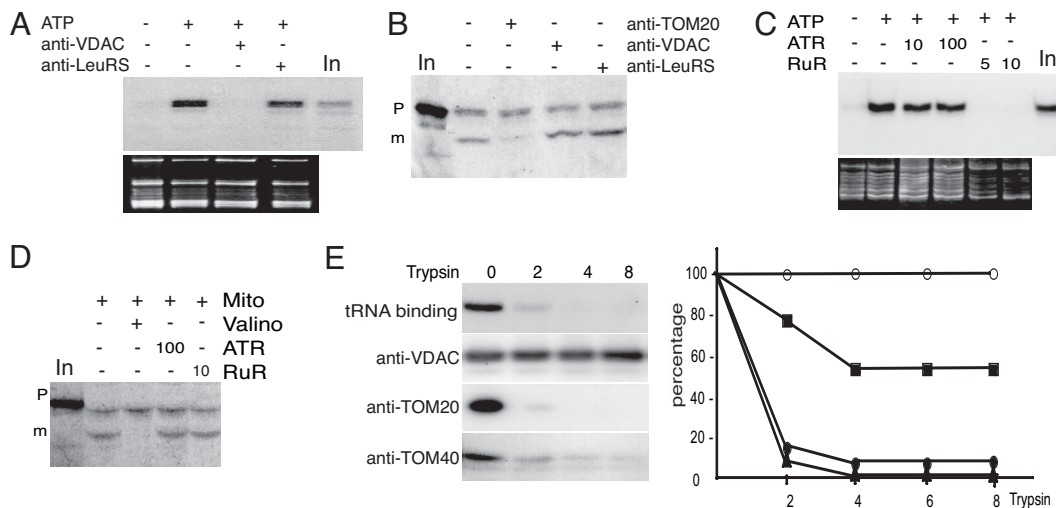 A
ATP - + + +
anti-VDAC - - + -
anti-LeuRS - - - + In
B
- + - - anti-TOM20
- - + - anti-VDAC
In - - - + anti-LeuRS
P
m
C
ATP - + + + + +
ATR - - 10 100 - -
RuR - - - - 5 10 In
D
+ + + + Mito
- + - - Valino
- - 100 - ATR
In - - - 10 RuR
P
m
E
Trypsin 0 2 4 8
tRNA binding
anti-VDAC
anti-TOM20
anti-TOM40
percentage
100
80
60
40
20
0
2 4 6 8 Trypsin